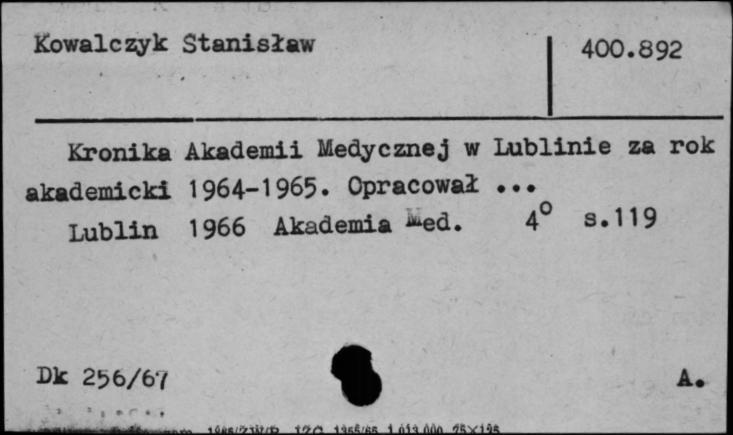 Kowalczyk Stanisław
400.892
Kronika Akademii Medycznej w Lublinie za rok
akademicki 1964-1965. Opracował ...
Lublin 1966 Akademia Med. 4° s.119
Dk 256/67
A.